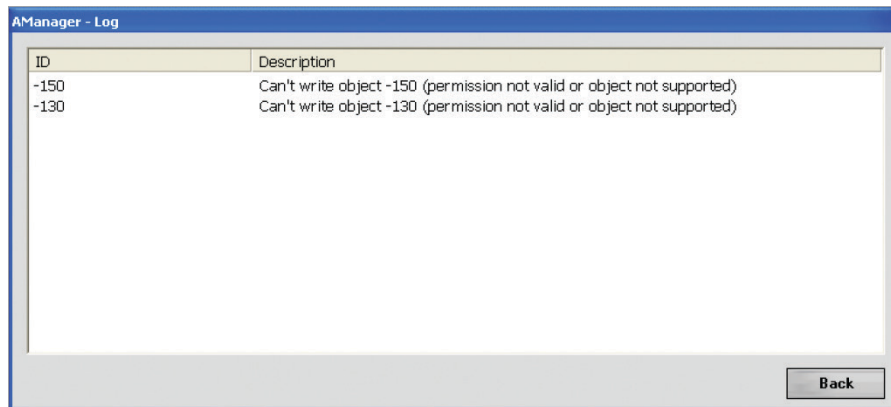 AManager - Log
ID Description
-150 Can't write object -150 (permission not valid or object not supported)
-130 Can't write object -130 (permission not valid or object not supported)
Back